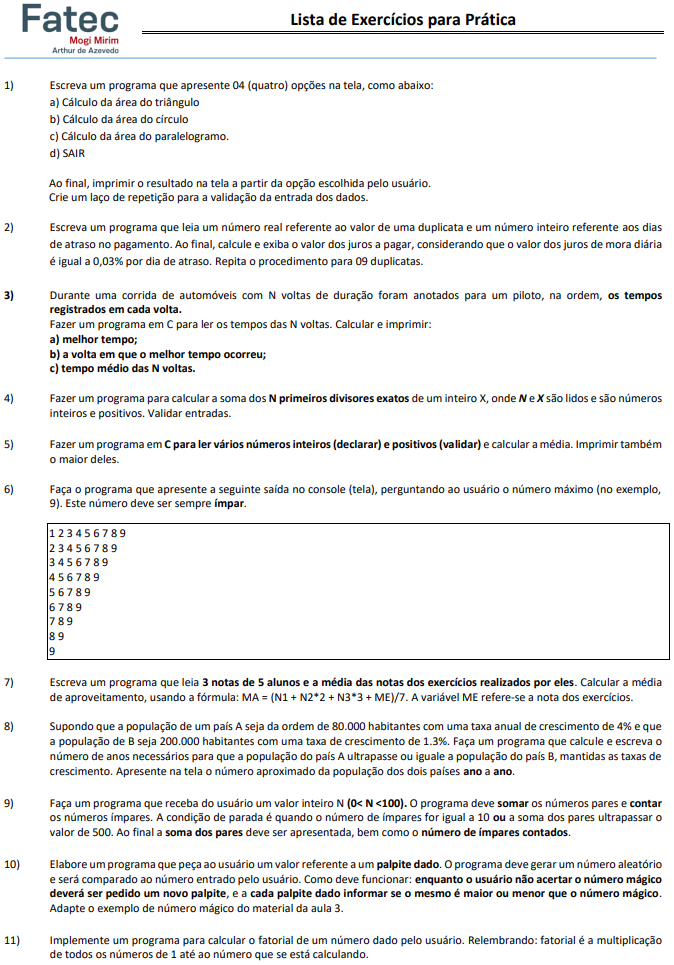 Fatec
Mogi Mirim
Arthur de Azevedo
Lista de Exercícios para Prática
1) Escreva um programa que apresente 04 (quatro) opções na tela, como abaixo:
a) Cálculo da área do triângulo
b) Cálculo da área do círculo
c) Cálculo da área do paralelogramo.
d) SAIR
Ao final, imprimir o resultado na tela a partir da opção escolhida pelo usuário.
Crie um laço de repetição para a validação da entrada dos dados.
2) Escreva um programa que leia um número real referente ao valor de uma duplicata e um número inteiro referente aos dias
de atraso no pagamento. Ao final, calcule e exiba o valor dos juros a pagar, considerando que o valor dos juros de mora diária
é igual a 0,03% por dia de atraso. Repita o procedimento para 09 duplicatas.
3) Durante uma corrida de automóveis com N voltas de duração foram anotados para um piloto, na ordem, os tempos
registrados em cada volta.
Fazer um programa em C para ler os tempos das N voltas. Calcular e imprimir:
a) melhor tempo;
b) a volta em que o melhor tempo ocorreu;
c) tempo médio das N voltas.
4) Fazer um programa para calcular a soma dos N primeiros divisores exatos de um inteiro X, onde N e X são lidos e são números
inteiros e positivos. Validar entradas.
5) Fazer um programa em C para ler vários números inteiros (declarar) e positivos (validar) e calcular a média. Imprimir também
o maior deles.
6) Faça o programa que apresente a seguinte saída no console (tela), perguntando ao usuário o número máximo (no exemplo,
9). Este número deve ser sempre ímpar.
1 2 3 4 5 6 7 8 9
2 3 4 5 6 7 8 9
3 4 5 6 7 8 9
4 5 6 7 8 9
5 6 7 8 9
6 7 8 9
7 8 9
8 9
9
7) Escreva um programa que leia 3 notas de 5 alunos e a média das notas dos exercícios realizados por eles. Calcular a média
de aproveitamento, usando a fórmula: MA = (N1 + N2*2 + N3*3 + ME)/7. A variável ME refere-se a nota dos exercícios.
8) Supondo que a população de um país A seja da ordem de 80.000 habitantes com uma taxa anual de crescimento de 4% e que
a população de B seja 200.000 habitantes com uma taxa de crescimento de 1.3%. Faça um programa que calcule e escreva o
número de anos necessários para que a população do país A ultrapasse ou iguale a população do país B, mantidas as taxas de
crescimento. Apresente na tela o número aproximado da população dos dois países ano a ano.
9) Faça um programa que receba do usuário um valor inteiro N (0< N <100). O programa deve somar os números pares e contar
os números ímpares. A condição de parada é quando o número de ímpares for igual a 10 ou a soma dos pares ultrapassar o
valor de 500. Ao final a soma dos pares deve ser apresentada, bem como o número de ímpares contados.
10) Elabore um programa que peça ao usuário um valor referente a um palpite dado. O programa deve gerar um número aleatório
e será comparado ao número entrado pelo usuário. Como deve funcionar: enquanto o usuário não acertar o número mágico
deverá ser pedido um novo palpite, e a cada palpite dado informar se o mesmo é maior ou menor que o número mágico.
Adapte o exemplo de número mágico do material da aula 3.
11) Implemente um programa para calcular o fatorial de um número dado pelo usuário. Relembrando: fatorial é a multiplicação
de todos os números de 1 até ao número que se está calculando.